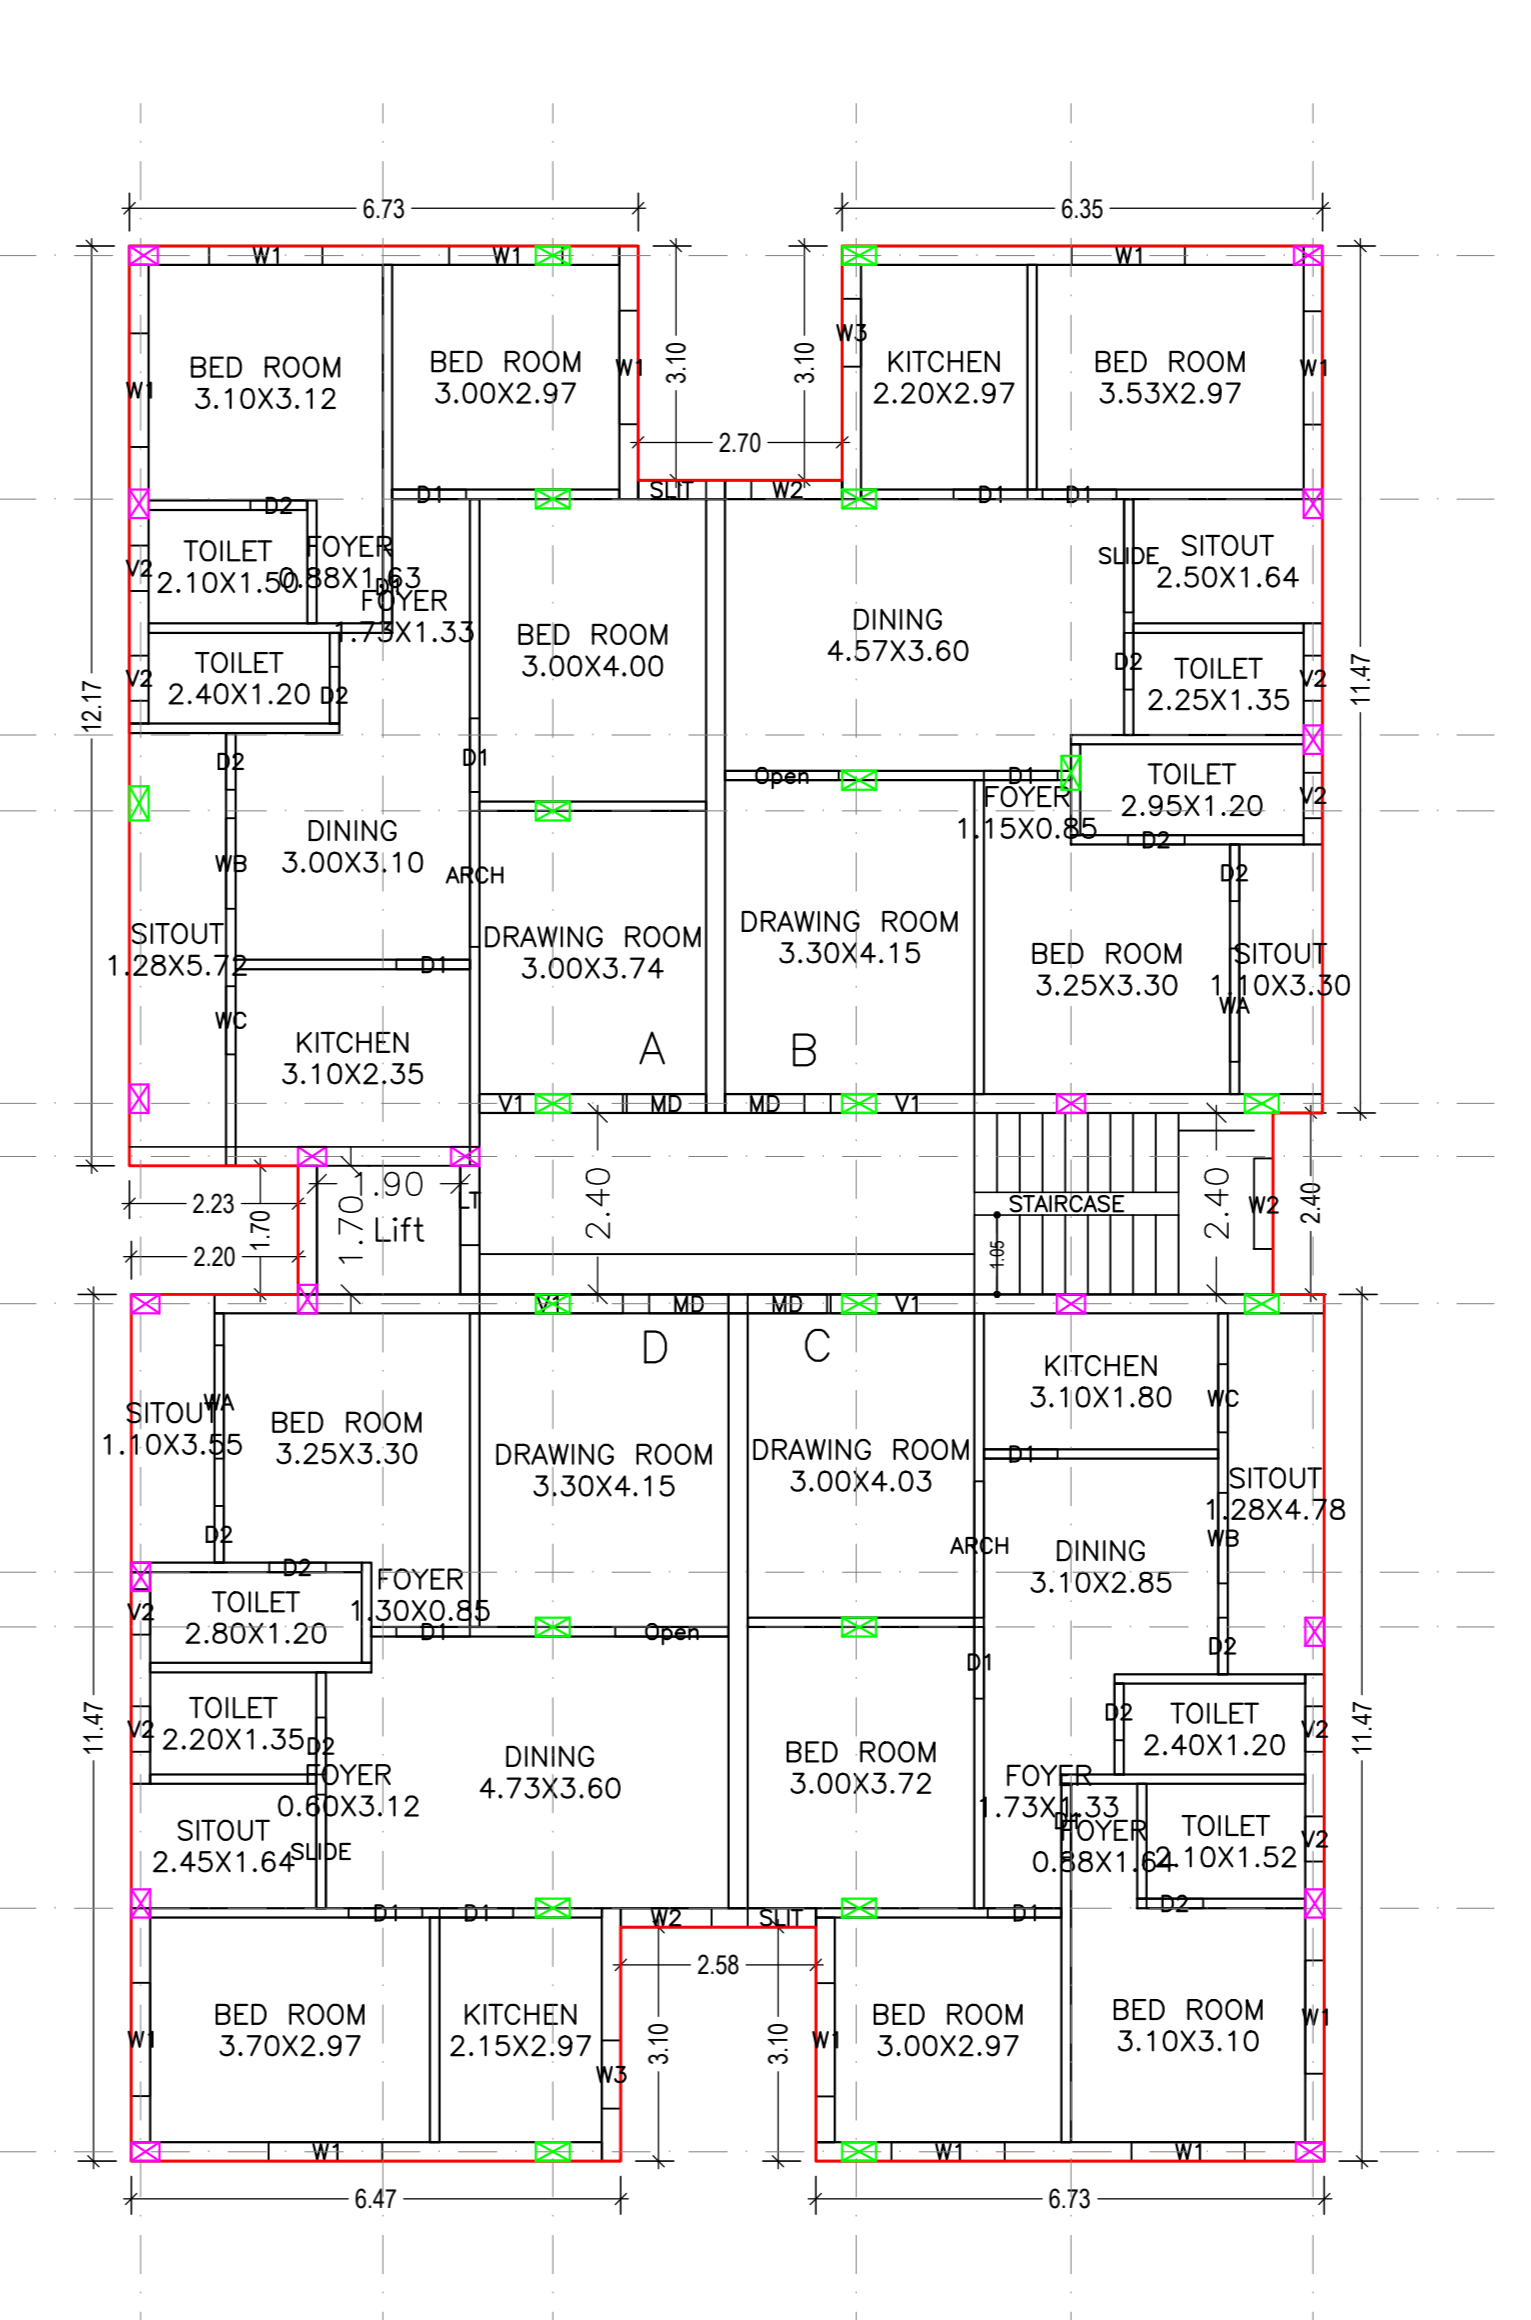 6.73
6.35
W1
W1
W1
W3
BED ROOM
3.10X3.12
BED ROOM
3.00X2.97
KITCHEN
2.20X2.97
BED ROOM
3.53X2.97
W1
W1
W1
3.10
3.10
2.70
SLIT
W2
D1
D1
D1
D2
TOILET
2.10X1.50
FOYER
0.88X1.63
D1
V2
FOYER
1.73X1.33
BED ROOM
3.00X4.00
DINING
4.57X3.60
SLIDE
SITOUT
2.50X1.64
TOILET
2.40X1.20
V2
D2
D2
TOILET
2.25X1.35
V2
12.17
11.47
D2
D1
Open
D1
FOYER
1.15X0.85
TOILET
2.95X1.20
V2
D2
DINING
3.00X3.10
WB
ARCH
D2
SITOUT
1.28X5.72
DRAWING ROOM
3.00X3.74
DRAWING ROOM
3.30X4.15
BED ROOM
3.25X3.30
SITOUT
1.10X3.30
WA
D1
WC
KITCHEN
3.10X2.35
A
B
V1
MD
MD
V1
2.23
1.70
1.70
1.90
LT
Lift
2.40
STAIRCASE
2.40
W2
2.40
2.20
1.05
V1
MD
MD
V1
D
C
WA
SITOUT
1.10X3.55
BED ROOM
3.25X3.30
DRAWING ROOM
3.30X4.15
DRAWING ROOM
3.00X4.03
KITCHEN
3.10X1.80
WC
D1
SITOUT
1.28X4.78
D2
ARCH
DINING
3.10X2.85
WB
D2
FOYER
1.30X0.85
TOILET
2.80X1.20
V2
D1
Open
D1
D2
11.47
TOILET
2.20X1.35
V2
D2
FOYER
0.60X3.12
DINING
4.73X3.60
BED ROOM
3.00X3.72
FOYER
1.73X1.33
D1
D2
TOILET
2.40X1.20
V2
11.47
SITOUT
2.45X1.64
SLIDE
FOYER
0.88X1.64
TOILET
2.10X1.52
V2
D1
D1
W2
SLIT
D1
D2
2.58
BED ROOM
3.70X2.97
KITCHEN
2.15X2.97
W1
W3
3.10
3.10
W1
BED ROOM
3.00X2.97
BED ROOM
3.10X3.10
W1
W1
W1
W1
6.47
6.73